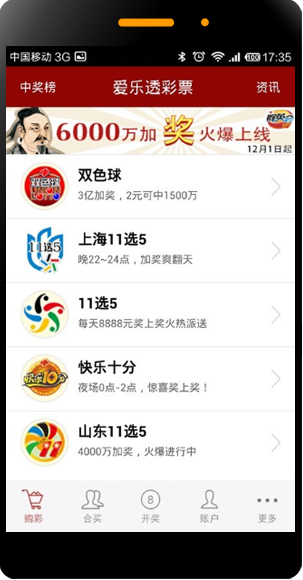 中国移动 3G 17:35
中奖榜 爱乐透彩票 资讯
6000万加奖火爆上线
12月1日起
双色球
3亿加奖，2元可中1500万
上海11选5
晚22~24点，加奖爽翻天
11选5
每天8888元奖上奖火热派送
快乐十分
夜场0点-2点，惊喜奖上奖！
山东11选5
4000万加奖，火爆进行中
购彩 合买 8 开奖 账户 更多